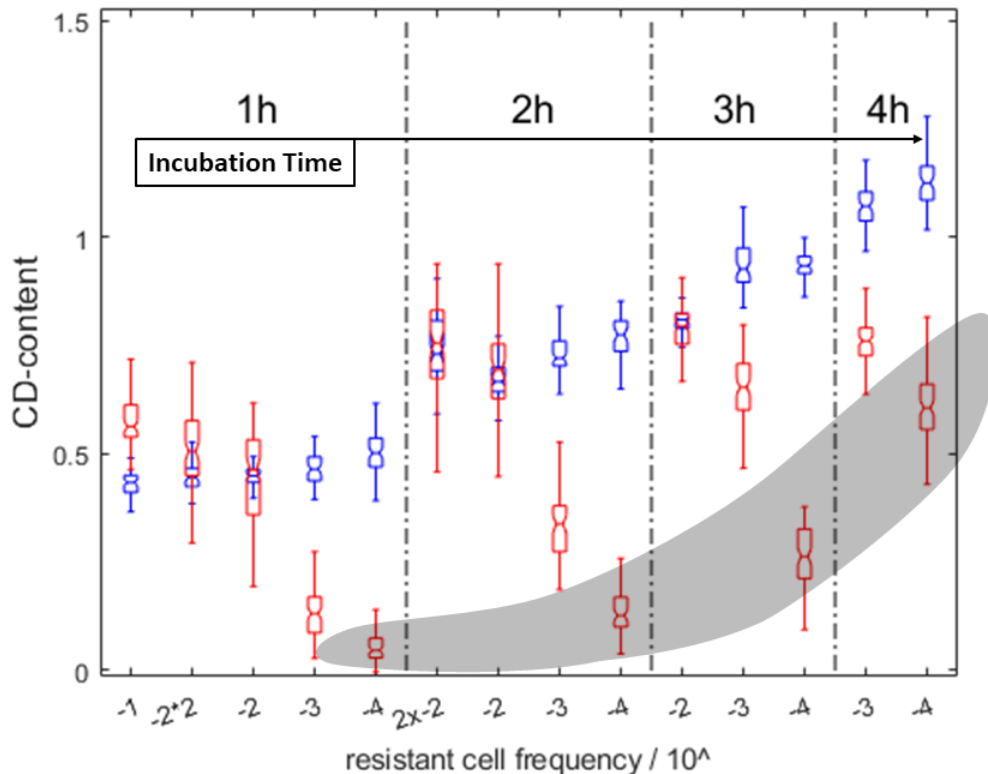 1.5
1h
2h
3h
4h
Incubation Time
1
CD-content
0.5
0
-1
-2*2
-2
-3
-4
2x-2
-2
-3
-4
-2
-3
-4
-3
-4
resistant cell frequency / 10^